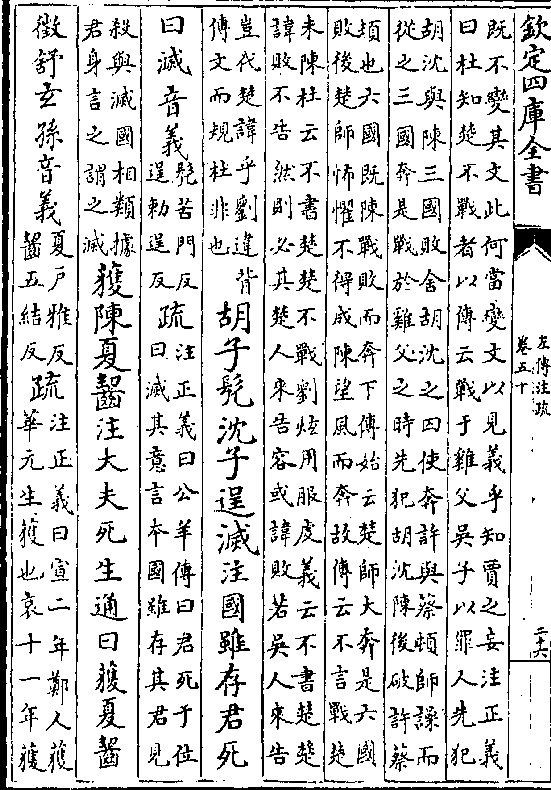 欽定四庫全書
左傳注疏
卷五十
二十六
既不變其文此何當變文以見義乎知賈之妄注正義
曰杜知楚不戰者以傳云戰于雞父吳子以罪人先犯
胡沈與陳三國敗舍胡沈之囚使奔許與蔡頓師譟而
從之三國奔是戰於雞父之時先犯胡沈陳後破許蔡
頓也六國既陳戰敗而奔下傳始云楚師大奔是六國
敗後楚師怖懼不得成陳望風而奔故傳云不言戰楚
未陳杜云不書楚楚不戰劉炫用服虔義云不書楚楚
諱敗不告然則必其楚人來告容或諱敗若吳人來告
豈代楚諱乎劉違背
傳文而規杜非也
胡子髡沈子逞滅注國雖存君死
曰滅音義
髡苦門反
逞勅逞反
疏
注正義曰公羊傳曰君死于位
曰滅其意言本國雖存其君見
殺與滅國相類據
君身言之謂之滅
獲陳夏齧注大夫死生通曰獲夏齧
徵舒玄孫音義
夏戶雅反
齧五結反
疏
注正義曰宣二年鄭人獲
華元生獲也哀十一年獲